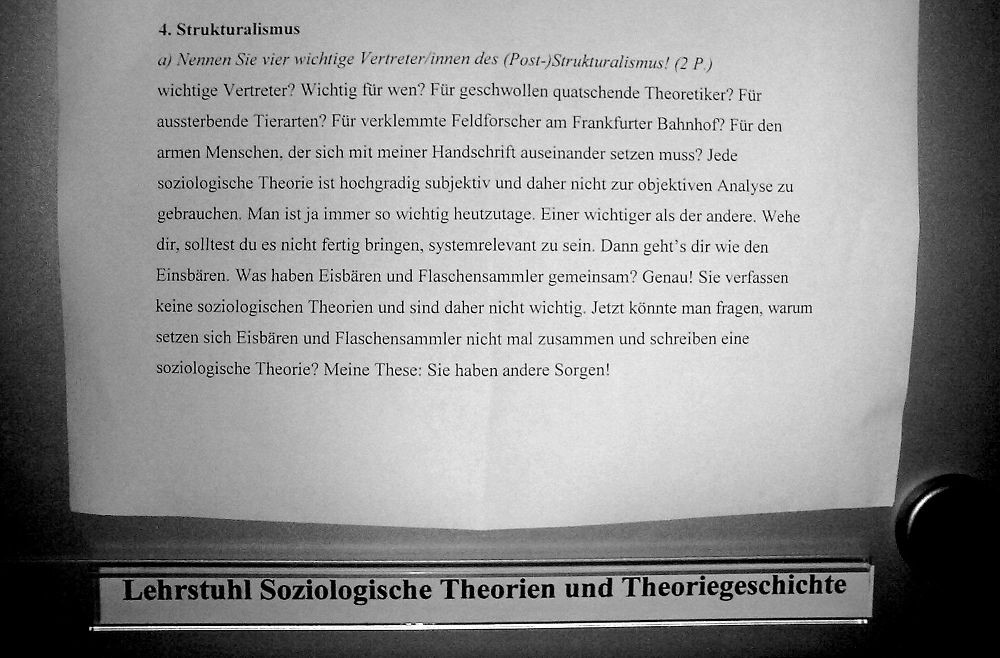 4. Strukturalismus
a) Nennen Sie vier wichtige Vertreter/innen des (Post-)Strukturalismus! (2 P.)
wichtige Vertreter? Wichtig für wen? Für geschwollen quatschende Theoretiker? Für
aussterbende Tierarten? Für verklemmte Feldforscher am Frankfurter Bahnhof? Für den
armen Menschen, der sich mit meiner Handschrift auseinander setzen muss? Jede
soziologische Theorie ist hochgradig subjektiv und daher nicht zur objektiven Analyse zu
gebrauchen. Man ist ja immer so wichtig heutzutage. Einer wichtiger als der andere. Wehe
dir, solltest du es nicht fertig bringen, systemrelevant zu sein. Dann geht's dir wie den
Einsbären. Was haben Eisbären und Flaschensammler gemeinsam? Genau! Sie verfassen
keine soziologischen Theorien und sind daher nicht wichtig. Jetzt könnte man fragen, warum
setzen sich Eisbären und Flaschensammler nicht mal zusammen und schreiben eine
soziologische Theorie? Meine These: Sie haben andere Sorgen!
Lehrstuhl Soziologische Theorien und Theoriegeschichte